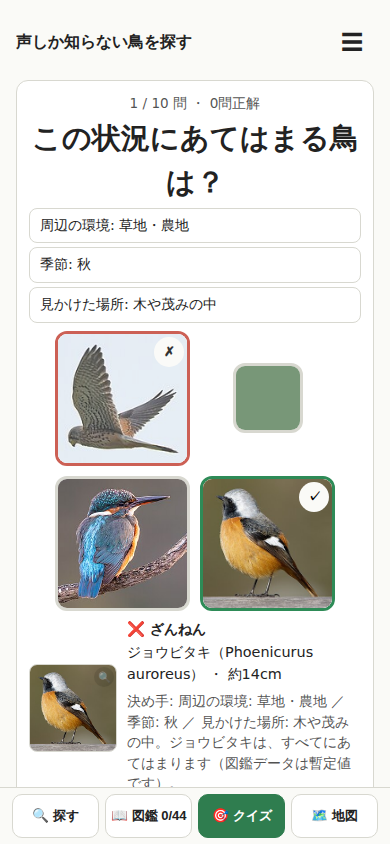 声しか知らない鳥を探す
☰
1 / 10 問 ・ 0問正解
この状況にあてはまる鳥
は？
周辺の環境: 草地・農地
季節: 秋
見かけた場所: 木や茂みの中
✗
✓
❌ ざんねん
ジョウビタキ（Phoenicurus
auroreus） ・ 約14cm
決め手: 周辺の環境: 草地・農地 ／
季節: 秋 ／ 見かけた場所: 木や茂み
の中。ジョウビタキは、すべてにあ
てはまります（図鑑データは暫定値
です）。
🔍 探す
📖 図鑑 0/44
🎯 クイズ
🗺️ 地図